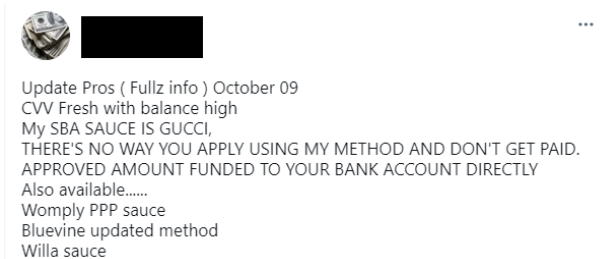 Update Pros ( Fullz info ) October 09
CVV Fresh with balance high
My SBA SAUCE IS GUCCI,
THERE'S NO WAY YOU APPLY USING MY METHOD AND DON'T GET PAID.
APPROVED AMOUNT FUNDED TO YOUR BANK ACCOUNT DIRECTLY
Also available......
Womply PPP sauce
Bluevine updated method
Willa sauce